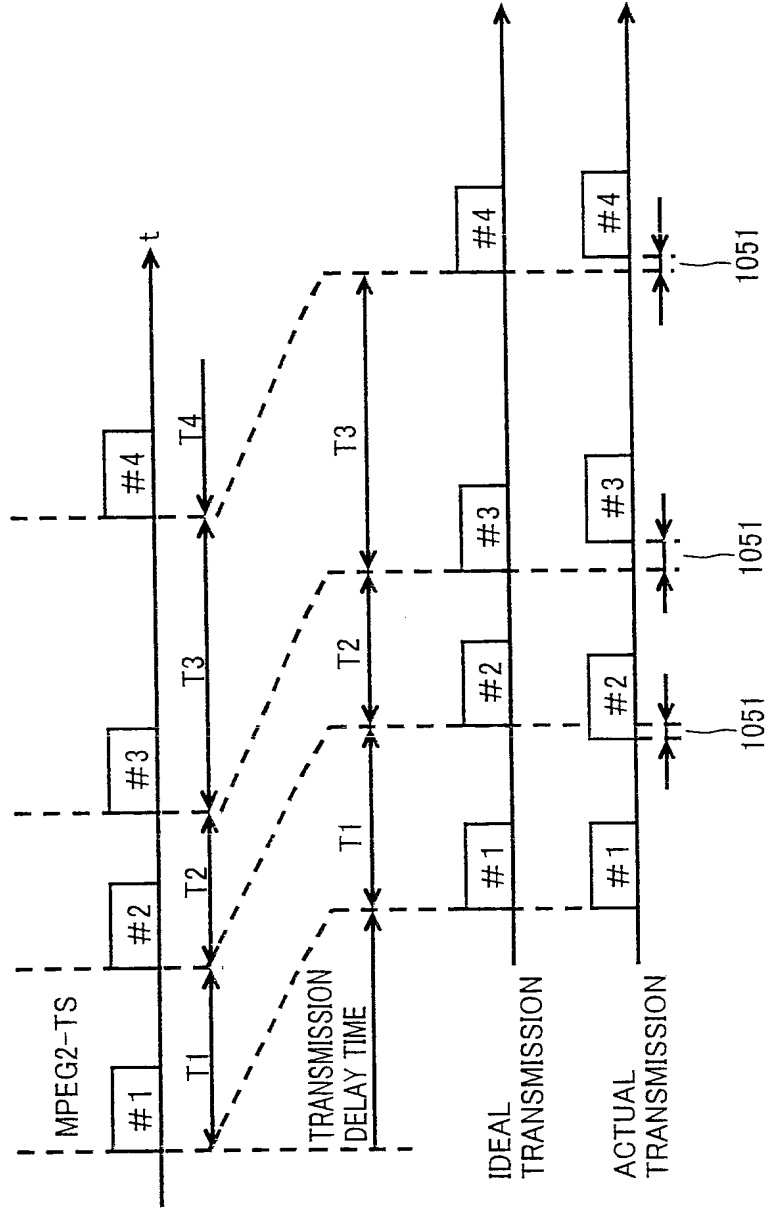 MPEG2-TS
#1
#2
#3
#4
t
T1
T2
T3
T4
TRANSMISSION
DELAY TIME
T1
T2
T3
IDEAL
TRANSMISSION
#1
#2
#3
#4
ACTUAL
TRANSMISSION
#1
#2
#3
#4
1051
1051
1051